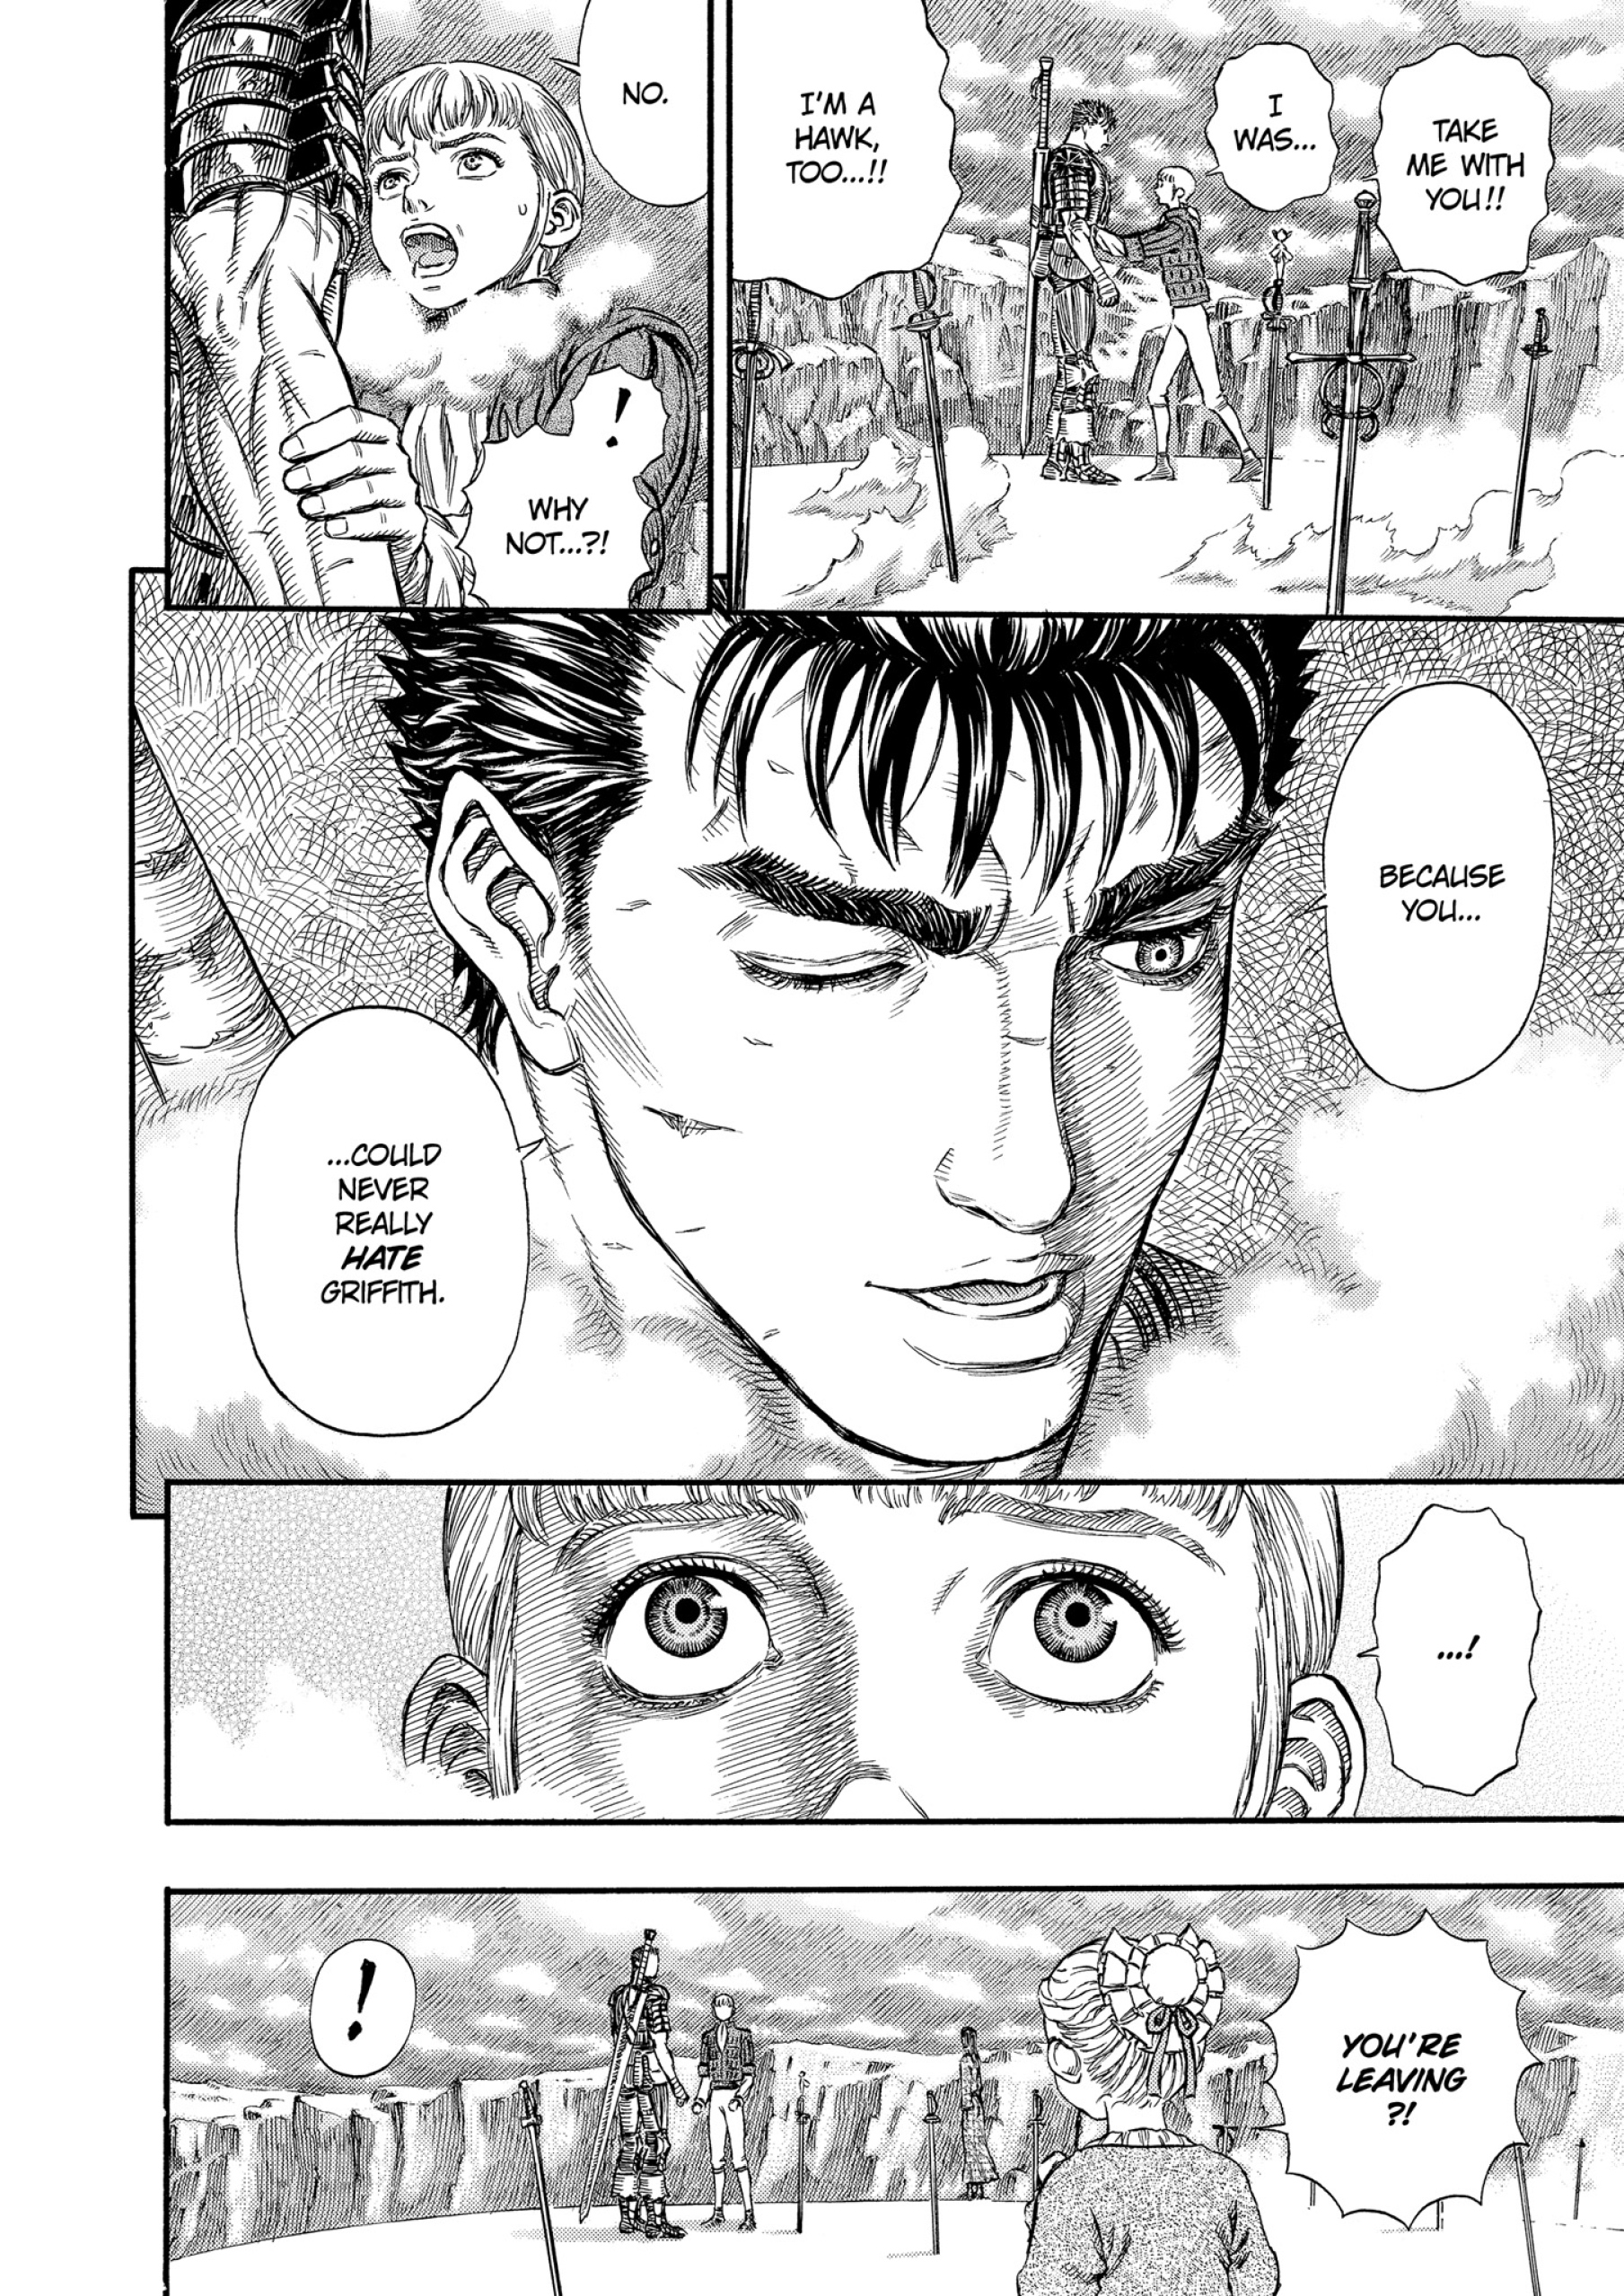 TAKE
ME WITH
YOU!!
I
WAS...
I'M A
HAWK,
TOO...!!
NO.
!
WHY
NOT...?!
BECAUSE
YOU...
...COULD
NEVER
REALLY
HATE
GRIFFITH.
...!
YOU'RE
LEAVING
?!
!